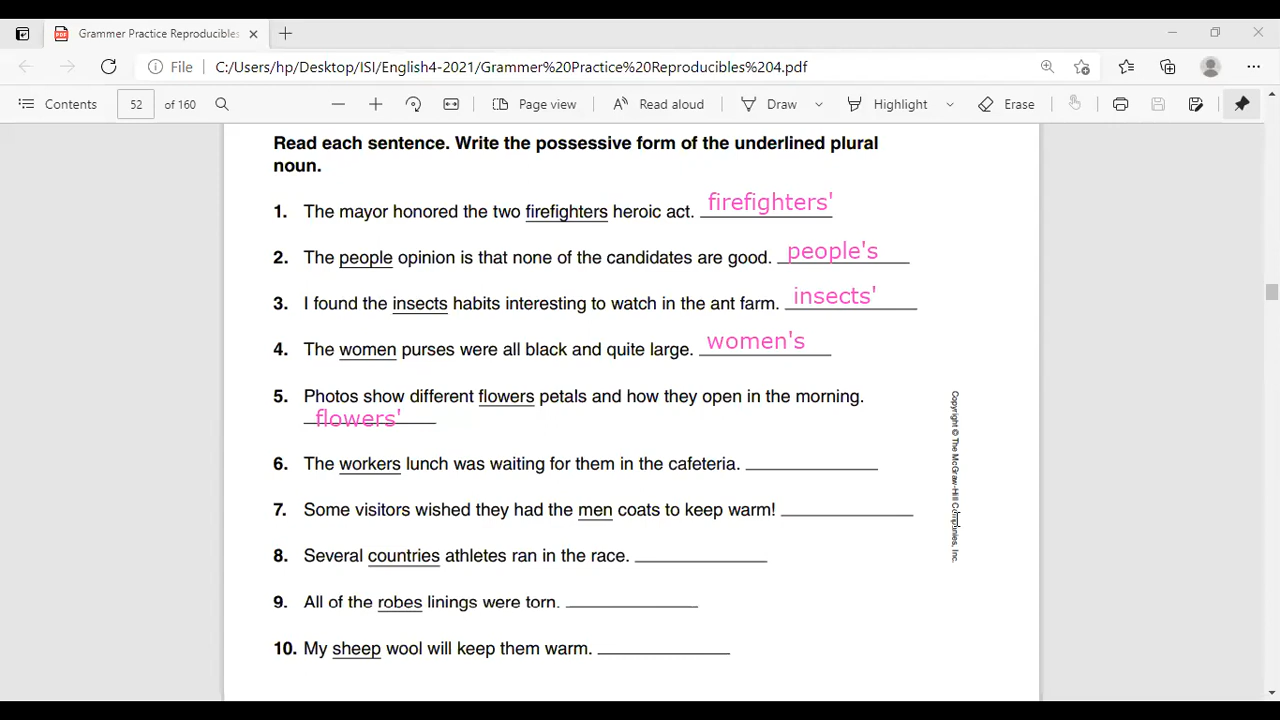 Grammer Practice Reproducibles
File C:/Users/hp/Desktop/ISI/English4-2021/Grammer%20Practice%20Reproducibles%204.pdf
Contents 52 of 160 Page view Read aloud Draw Highlight Erase
Read each sentence. Write the possessive form of the underlined plural
noun.
1. The mayor honored the two firefighters heroic act. firefighters'
2. The people opinion is that none of the candidates are good. people's
3. I found the insects habits interesting to watch in the ant farm. insects'
4. The women purses were all black and quite large. women's
5. Photos show different flowers petals and how they open in the morning.
flowers'
6. The workers lunch was waiting for them in the cafeteria.
7. Some visitors wished they had the men coats to keep warm!
8. Several countries athletes ran in the race.
9. All of the robes linings were torn.
10. My sheep wool will keep them warm.
Copyright © The McGraw-Hill Companies, Inc.